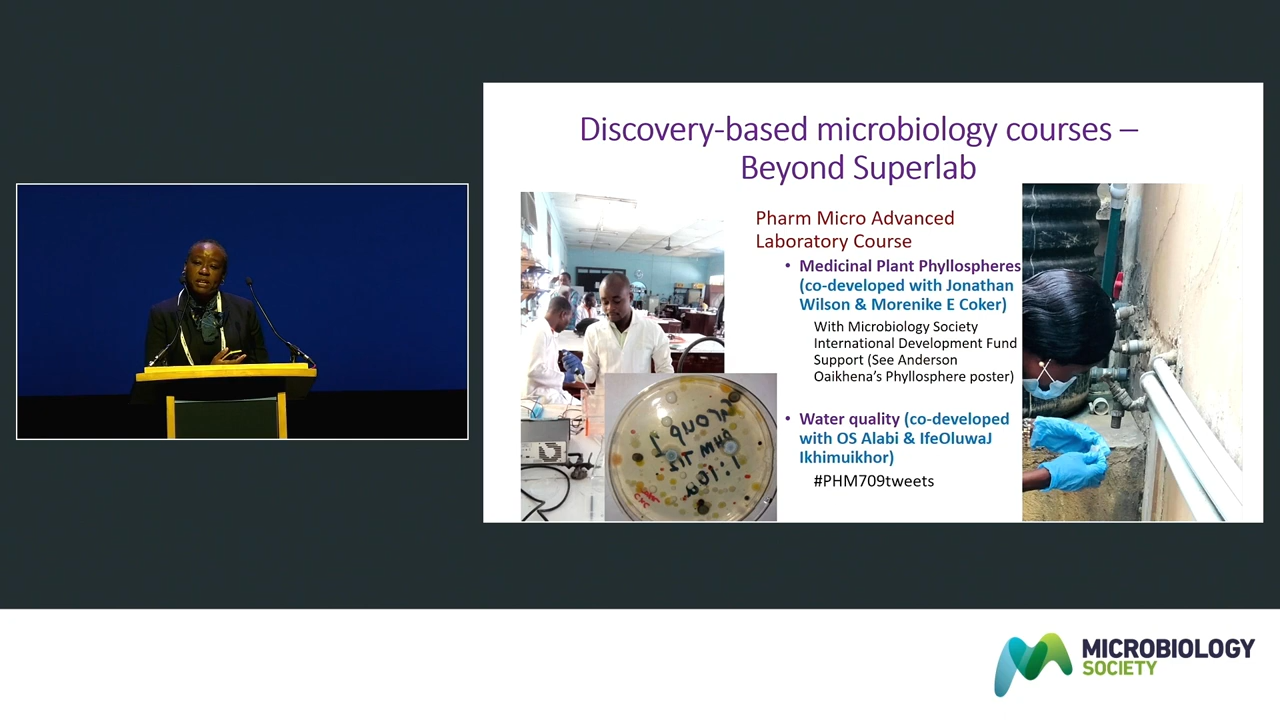 Discovery-based microbiology courses –
Beyond Superlab
Pharm Micro Advanced
Laboratory Course
• Medicinal Plant Phyllospheres
(co-developed with Jonathan
Wilson & Morenike E Coker)
With Microbiology Society
International Development Fund
Support (See Anderson
Oaikhena's Phyllosphere poster)
• Water quality (co-developed
with OS Alabi & IfeOluwaJ
Ikhimuikhor)
#PHM709tweets
GROUP
MICROBIOLOGY
SOCIETY